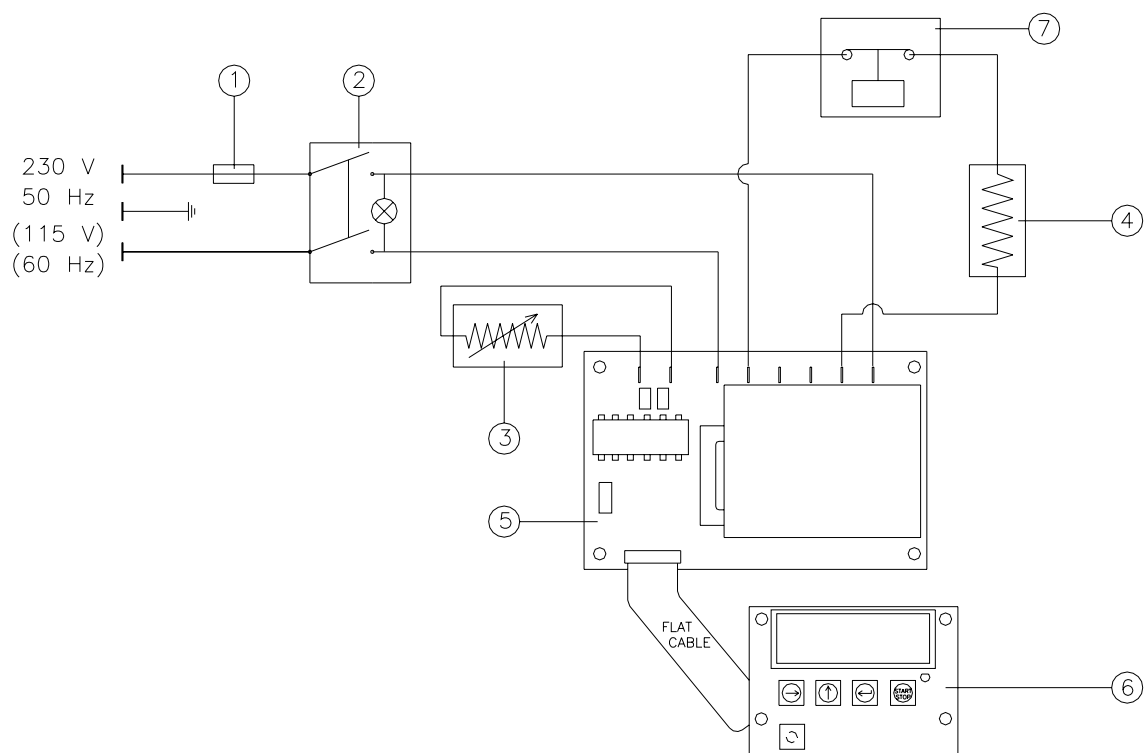 7
1
2
230 V
50 Hz
(115 V)
(60 Hz)
4
3
5
FLAT
CABLE
START
STOP
6